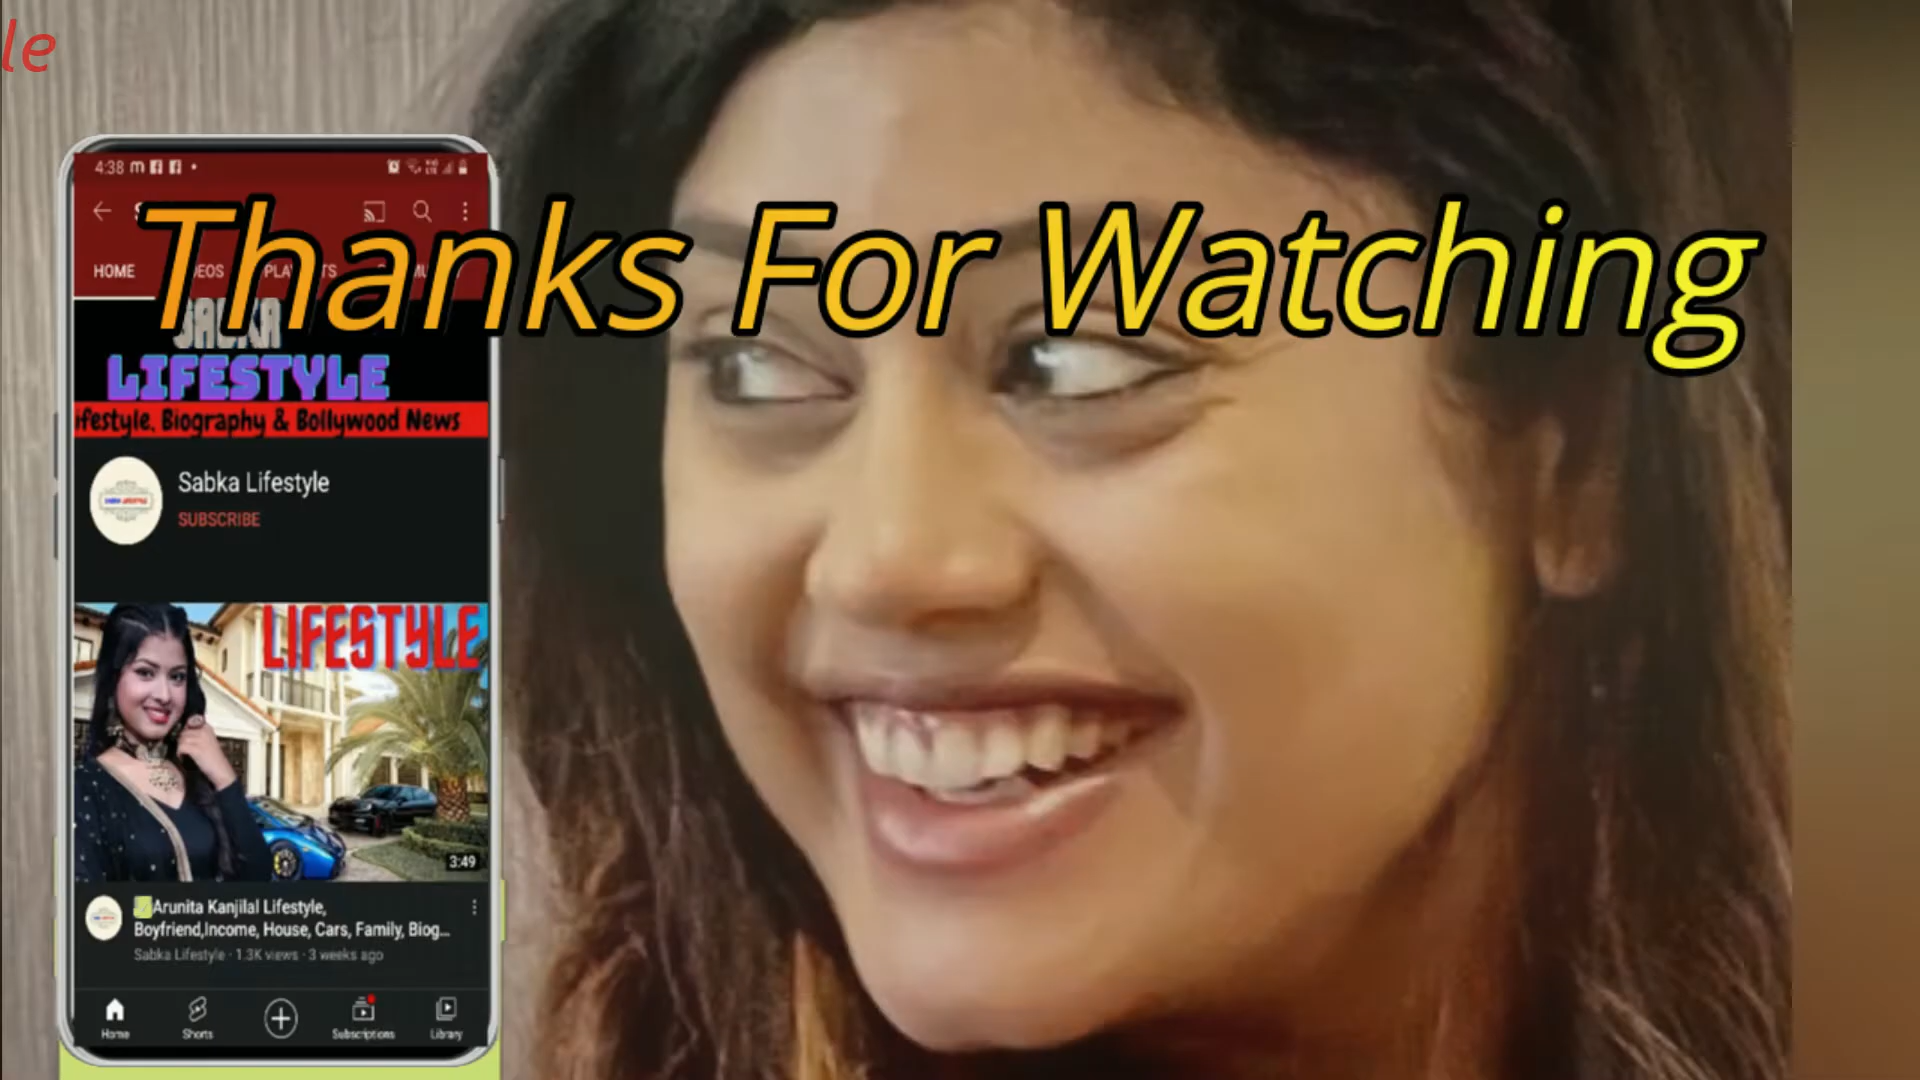 le
4:38
Thanks For Watching
HOME
SABKA
LIFESTYLE
ifestyle, Biography & Bollywood News
Sabka Lifestyle
SUBSCRIBE
LIFESTYLE
3:49
Arunita Kanjilal Lifestyle,
Boyfriend,Income, House, Cars, Family, Biog...
Sabka Lifestyle · 1.3K views · 3 weeks ago
Home Shorts Subscriptions Library